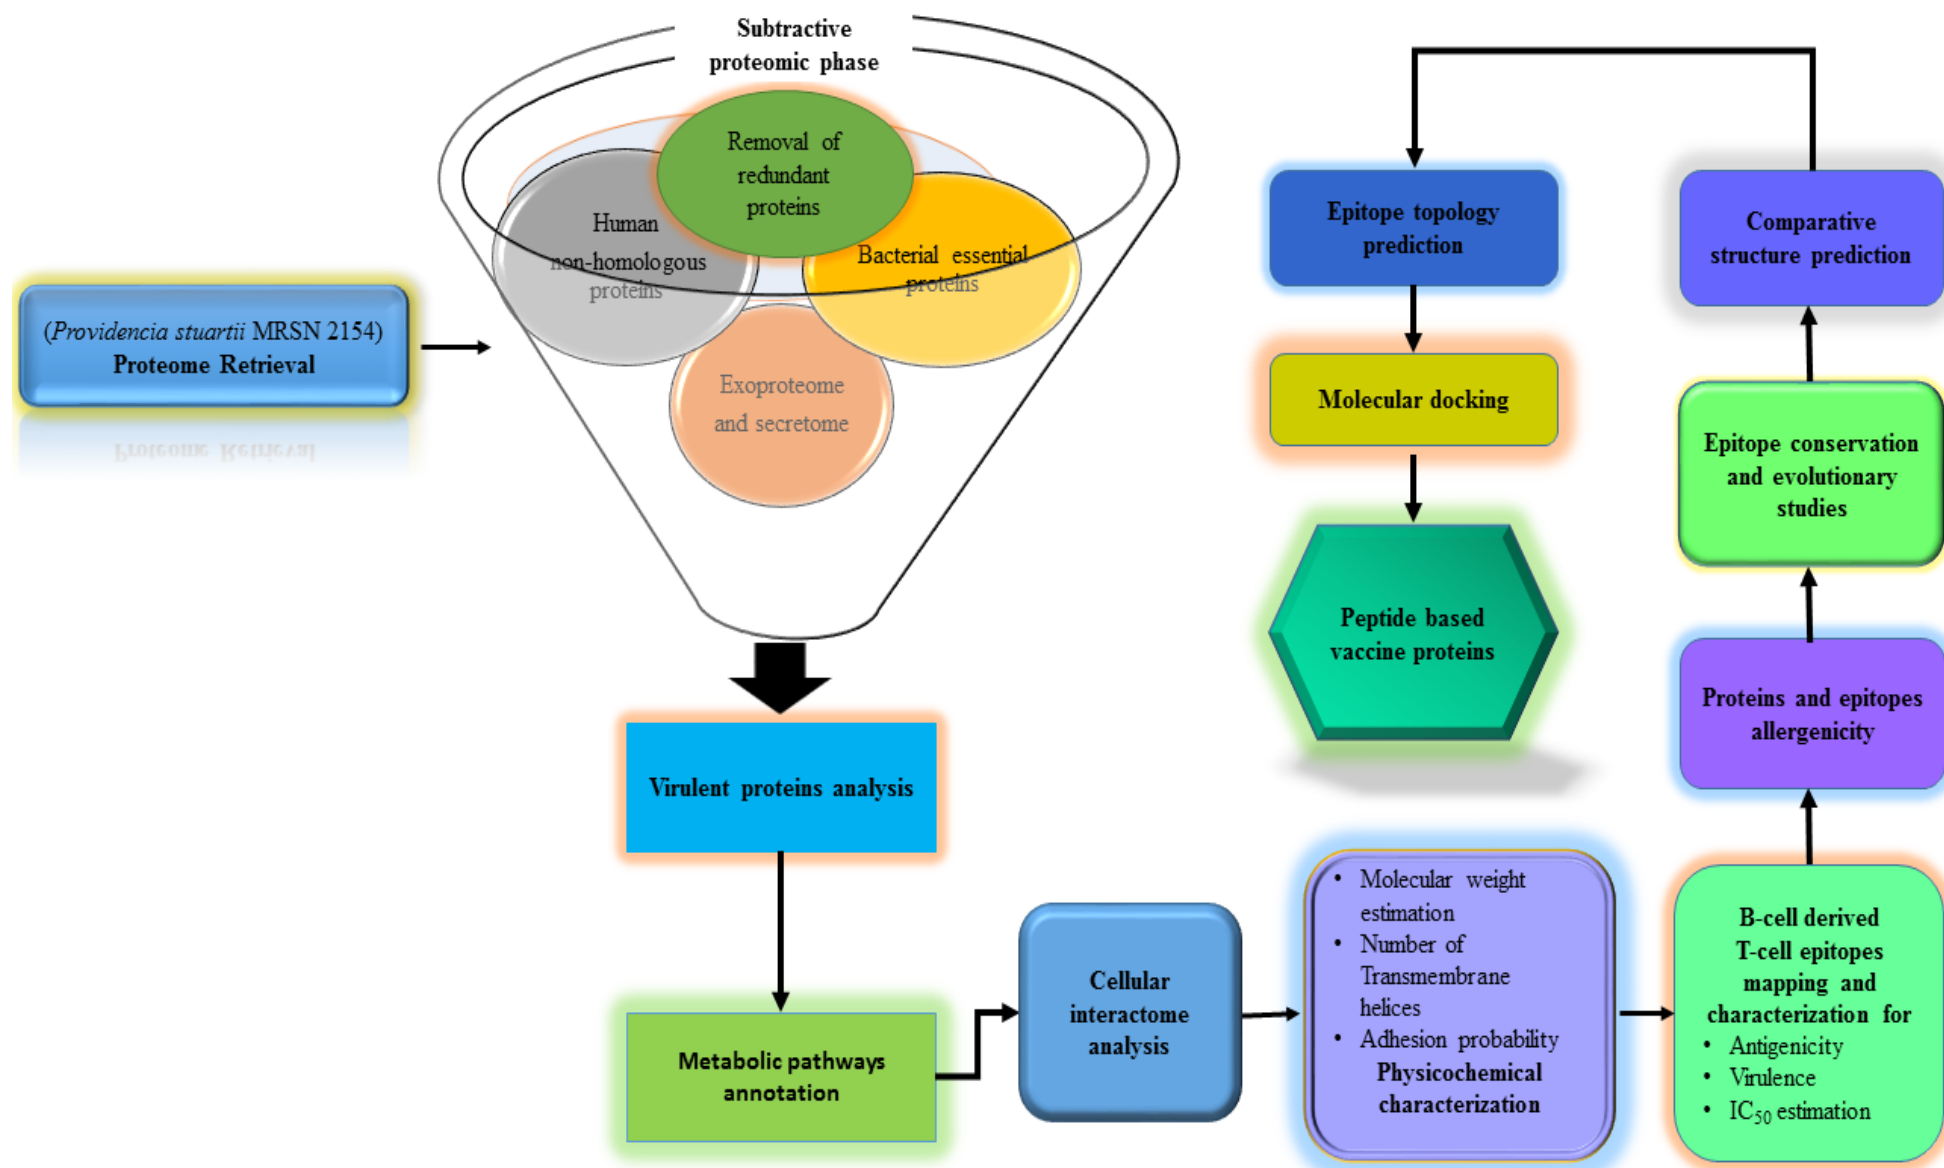 Subtractive
proteomic phase
Removal of
redundant
proteins
Human
non-homologous
proteins
Bacterial essential
proteins
Exoproteome
and secretome
(Providencia stuartii MRSN 2154)
Proteome Retrieval
Proteome Retrieval
Virulent proteins analysis
Metabolic pathways
annotation
Cellular
interactome
analysis
• Molecular weight
estimation
• Number of
Transmembrane
helices
• Adhesion probability
Physicochemical
characterization
B-cell derived
T-cell epitopes
mapping and
characterization for
• Antigenicity
• Virulence
• IC50 estimation
Proteins and epitopes
allergenicity
Epitope conservation
and evolutionary
studies
Comparative
structure prediction
Epitope topology
prediction
Molecular docking
Peptide based
vaccine proteins